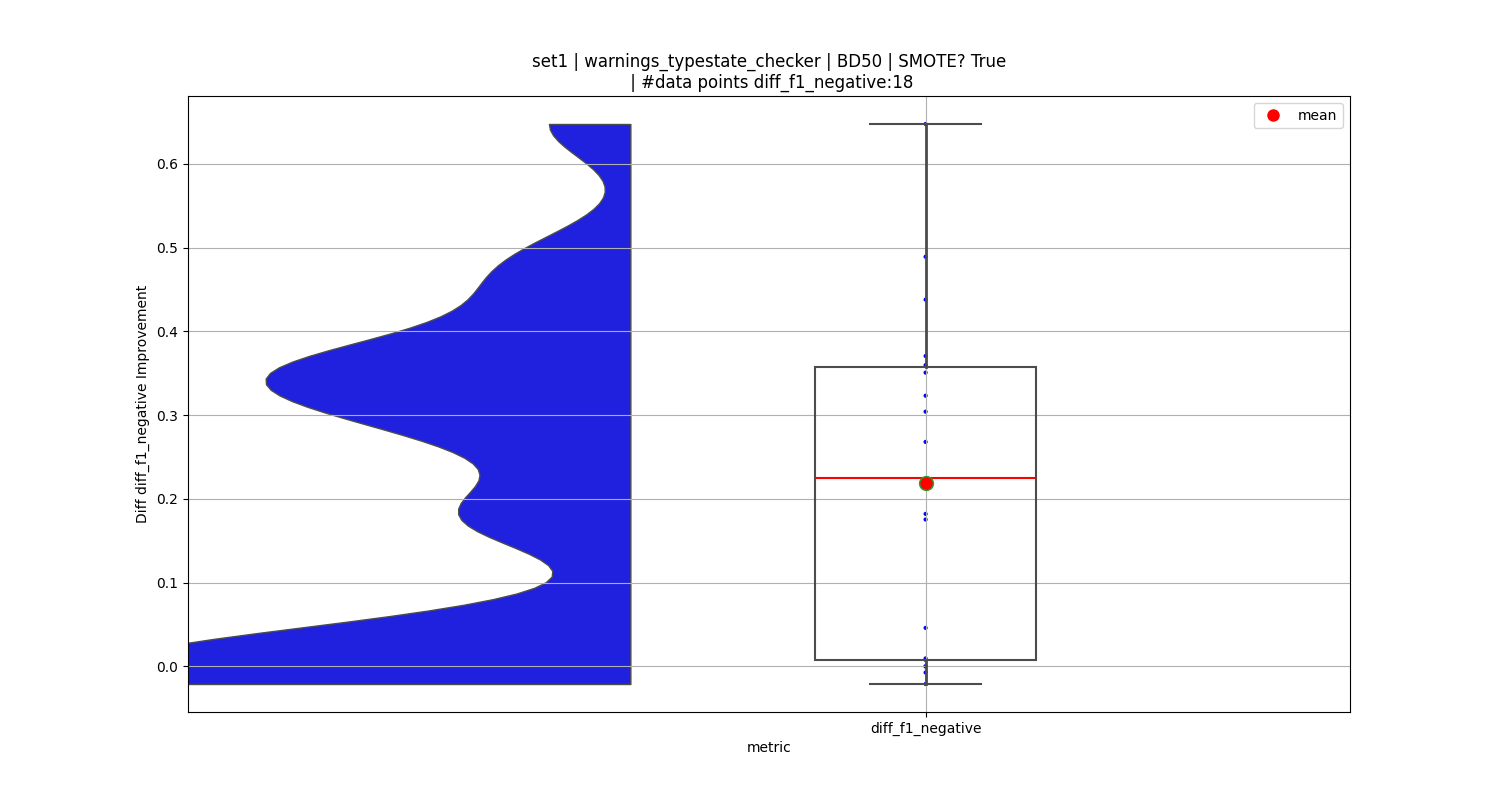 set1 | warnings_typestate_checker | BD50 | SMOTE? True
| #data points diff_f1_negative:18
mean
0.6
0.5
0.4
0.3
0.2
0.1
0.0
Diff diff_f1_negative Improvement
diff_f1_negative
metric